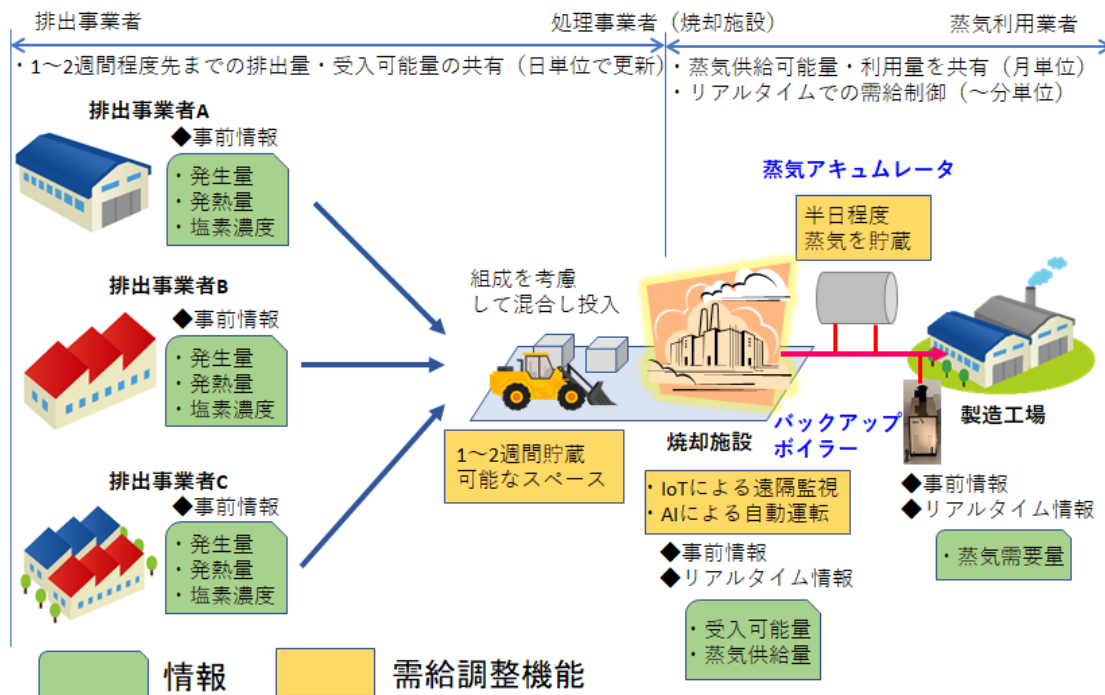 排出事業者
処理事業者（焼却施設）
蒸気利用業者
・1～2週間程度先までの排出量・受入可能量の共有（日単位で更新）
・蒸気供給可能量・利用量を共有（月単位）
・リアルタイムでの需給制御（～分単位）
排出事業者A
◆事前情報
・発生量
・発熱量
・塩素濃度
排出事業者B
◆事前情報
・発生量
・発熱量
・塩素濃度
排出事業者C
◆事前情報
・発生量
・発熱量
・塩素濃度
組成を考慮
して混合し投入
1～2週間貯蔵
可能なスペース
蒸気アキュムレータ
半日程度
蒸気を貯蔵
焼却施設
・IoTによる遠隔監視
・AIによる自動運転
◆事前情報
◆リアルタイム情報
・受入可能量
・蒸気供給量
バックアップ
ボイラー
製造工場
◆事前情報
◆リアルタイム情報
・蒸気需要量
情報
需給調整機能